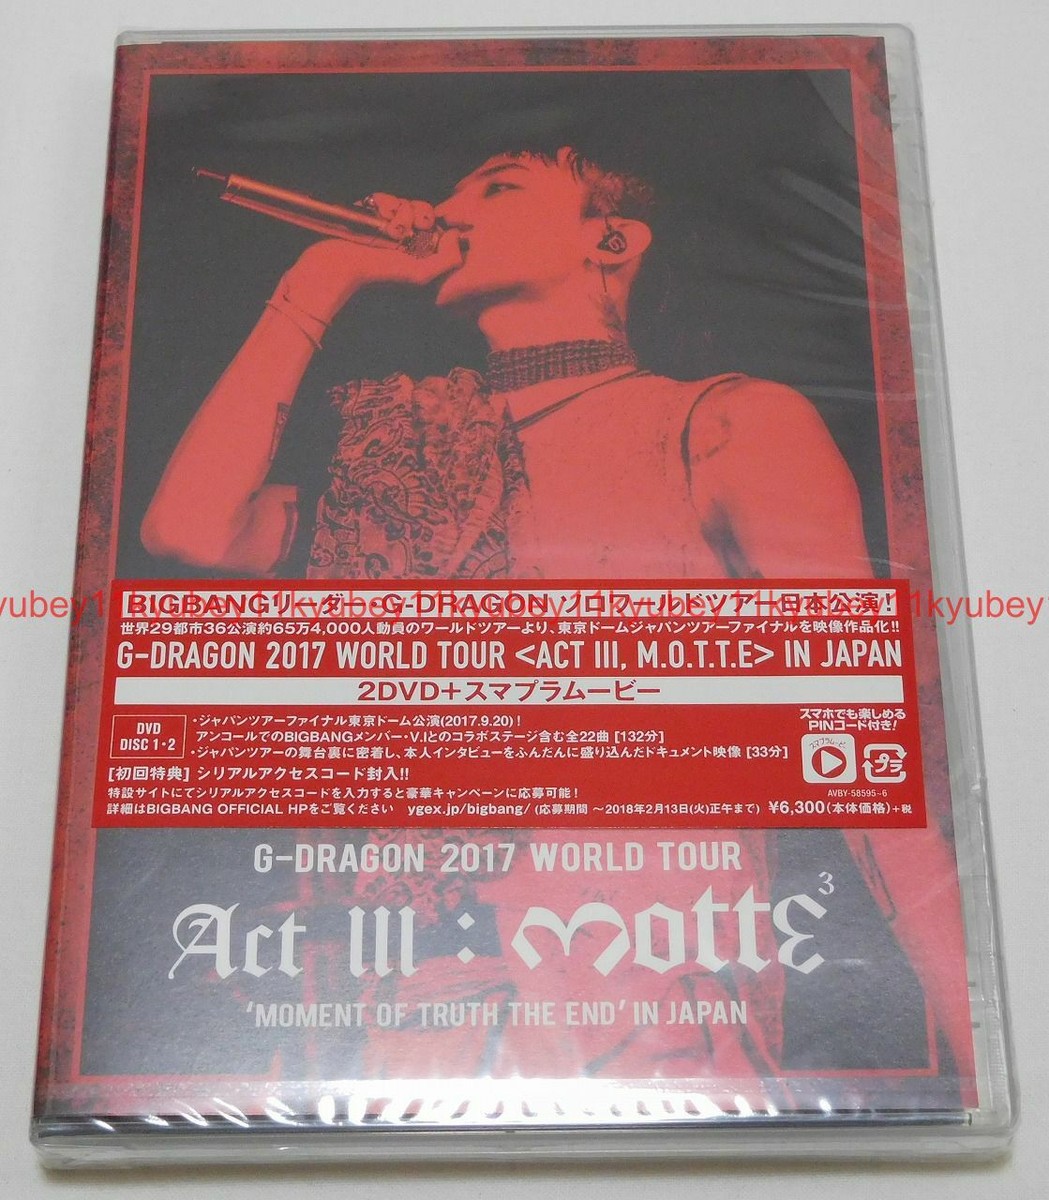 BIGBANGリーダー・G-DRAGON ソロワールドツアー日本公演!
kyubey11kyubey11kyubey11kyubey11kyubey11kyubey11kyubey
世界29都市36公演約65万4,000人動員のワールドツアーより、東京ドームジャパンツアーファイナルを映像作品化!!
G-DRAGON 2017 WORLD TOUR <ACT III, M.O.T.T.E> IN JAPAN
2DVD+スマプラムービー
DVD
DISC 1・2
・ジャパンツアーファイナル東京ドーム公演(2017.9.20)!
アンコールでのBIGBANGメンバー・V.Iとのコラボステージ含む全22曲 [132分]
・ジャパンツアーの舞台裏に密着し、本人インタビューをふんだんに盛り込んだドキュメント映像 [33分]
スマホでも楽しめる
PINコード付き!
スマプラムービー
プラ
AVBY-58595~6
[初回特典] シリアルアクセスコード封入!!
特設サイトにてシリアルアクセスコードを入力すると豪華キャンペーンに応募可能!
詳細はBIGBANG OFFICIAL HPをご覧ください ygex.jp/bigbang/ (応募期間 ～2018年2月13日(火)正午まで) ¥6,300(本体価格)+税
G-DRAGON 2017 WORLD TOUR
Act III : MOTTE 3
'MOMENT OF TRUTH THE END' IN JAPAN